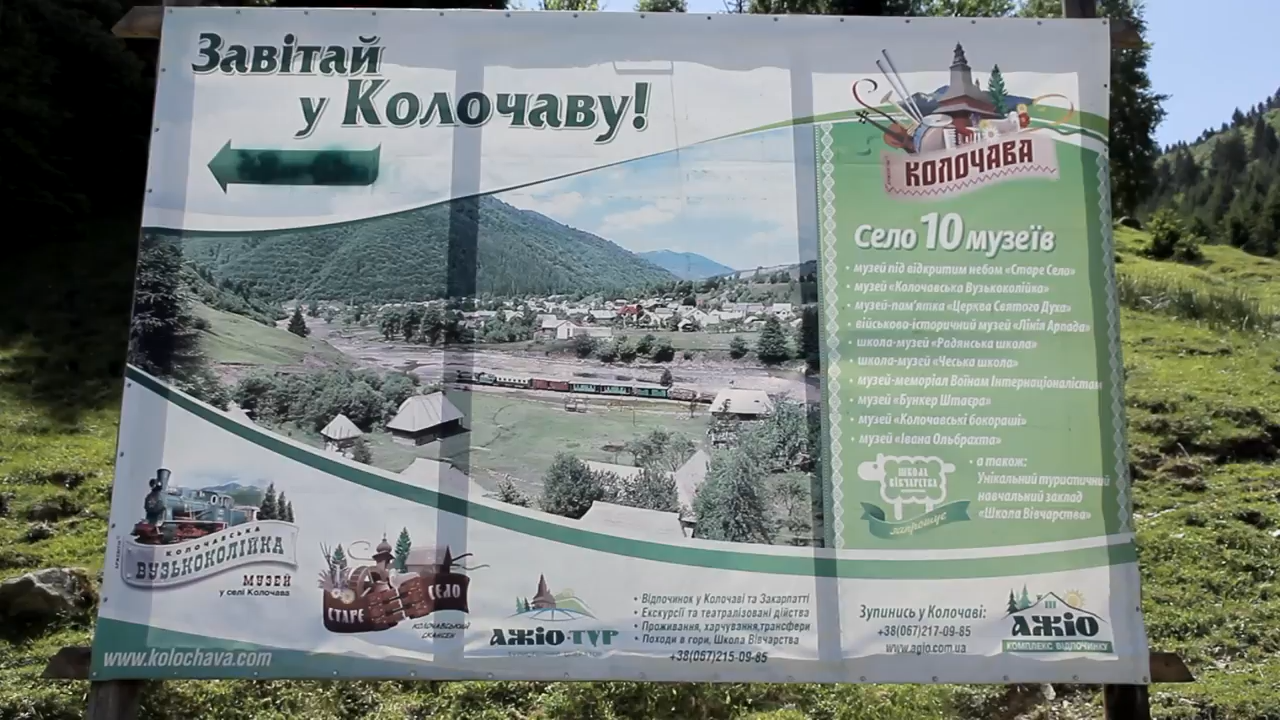 Завітай
у Колочаву!
КОЛОЧАВА
Село 10 музеїв
• музей під відкритим небом «Старе Село»
• музей «Колочавська Вузькоколійка»
• музей-пам'ятка «Церква Святого Духа»
• військово-історичний музей «Лінія Арпада»
• школа-музей «Радянська школа»
• школа-музей «Чеська школа»
• музей-меморіал Воїнам Інтернаціоналістам
• музей «Бункер Штаєра»
• музей «Колочавські бокораші»
• музей «Івана Ольбрахта»
ШКОЛА
ВІВЧАРСТВА
запрошує
• а також:
Унікальний туристичний
навчальний заклад
«Школа Вівчарства»
КОЛОЧАВСЬКА
ВУЗЬКОКОЛІЙКА
МУЗЕЙ
у селі Колочава
СТАРЕ СЕЛО
КОЛОЧАВСЬКИЙ
СКАНСЕН
АЖІО-ТУР
• Відпочинок у Колочаві та Закарпатті
• Екскурсії та театралізовані дійства
• Проживання, харчування,трансфери
• Походи в гори, Школа Вівчарства
+38(067)215-09-85
Зупинись у Колочаві:
+38(067)217-09-85
www.agio.com.ua
АЖІО
КОМПЛЕКС ВІДПОЧИНКУ
www.kolochava.com